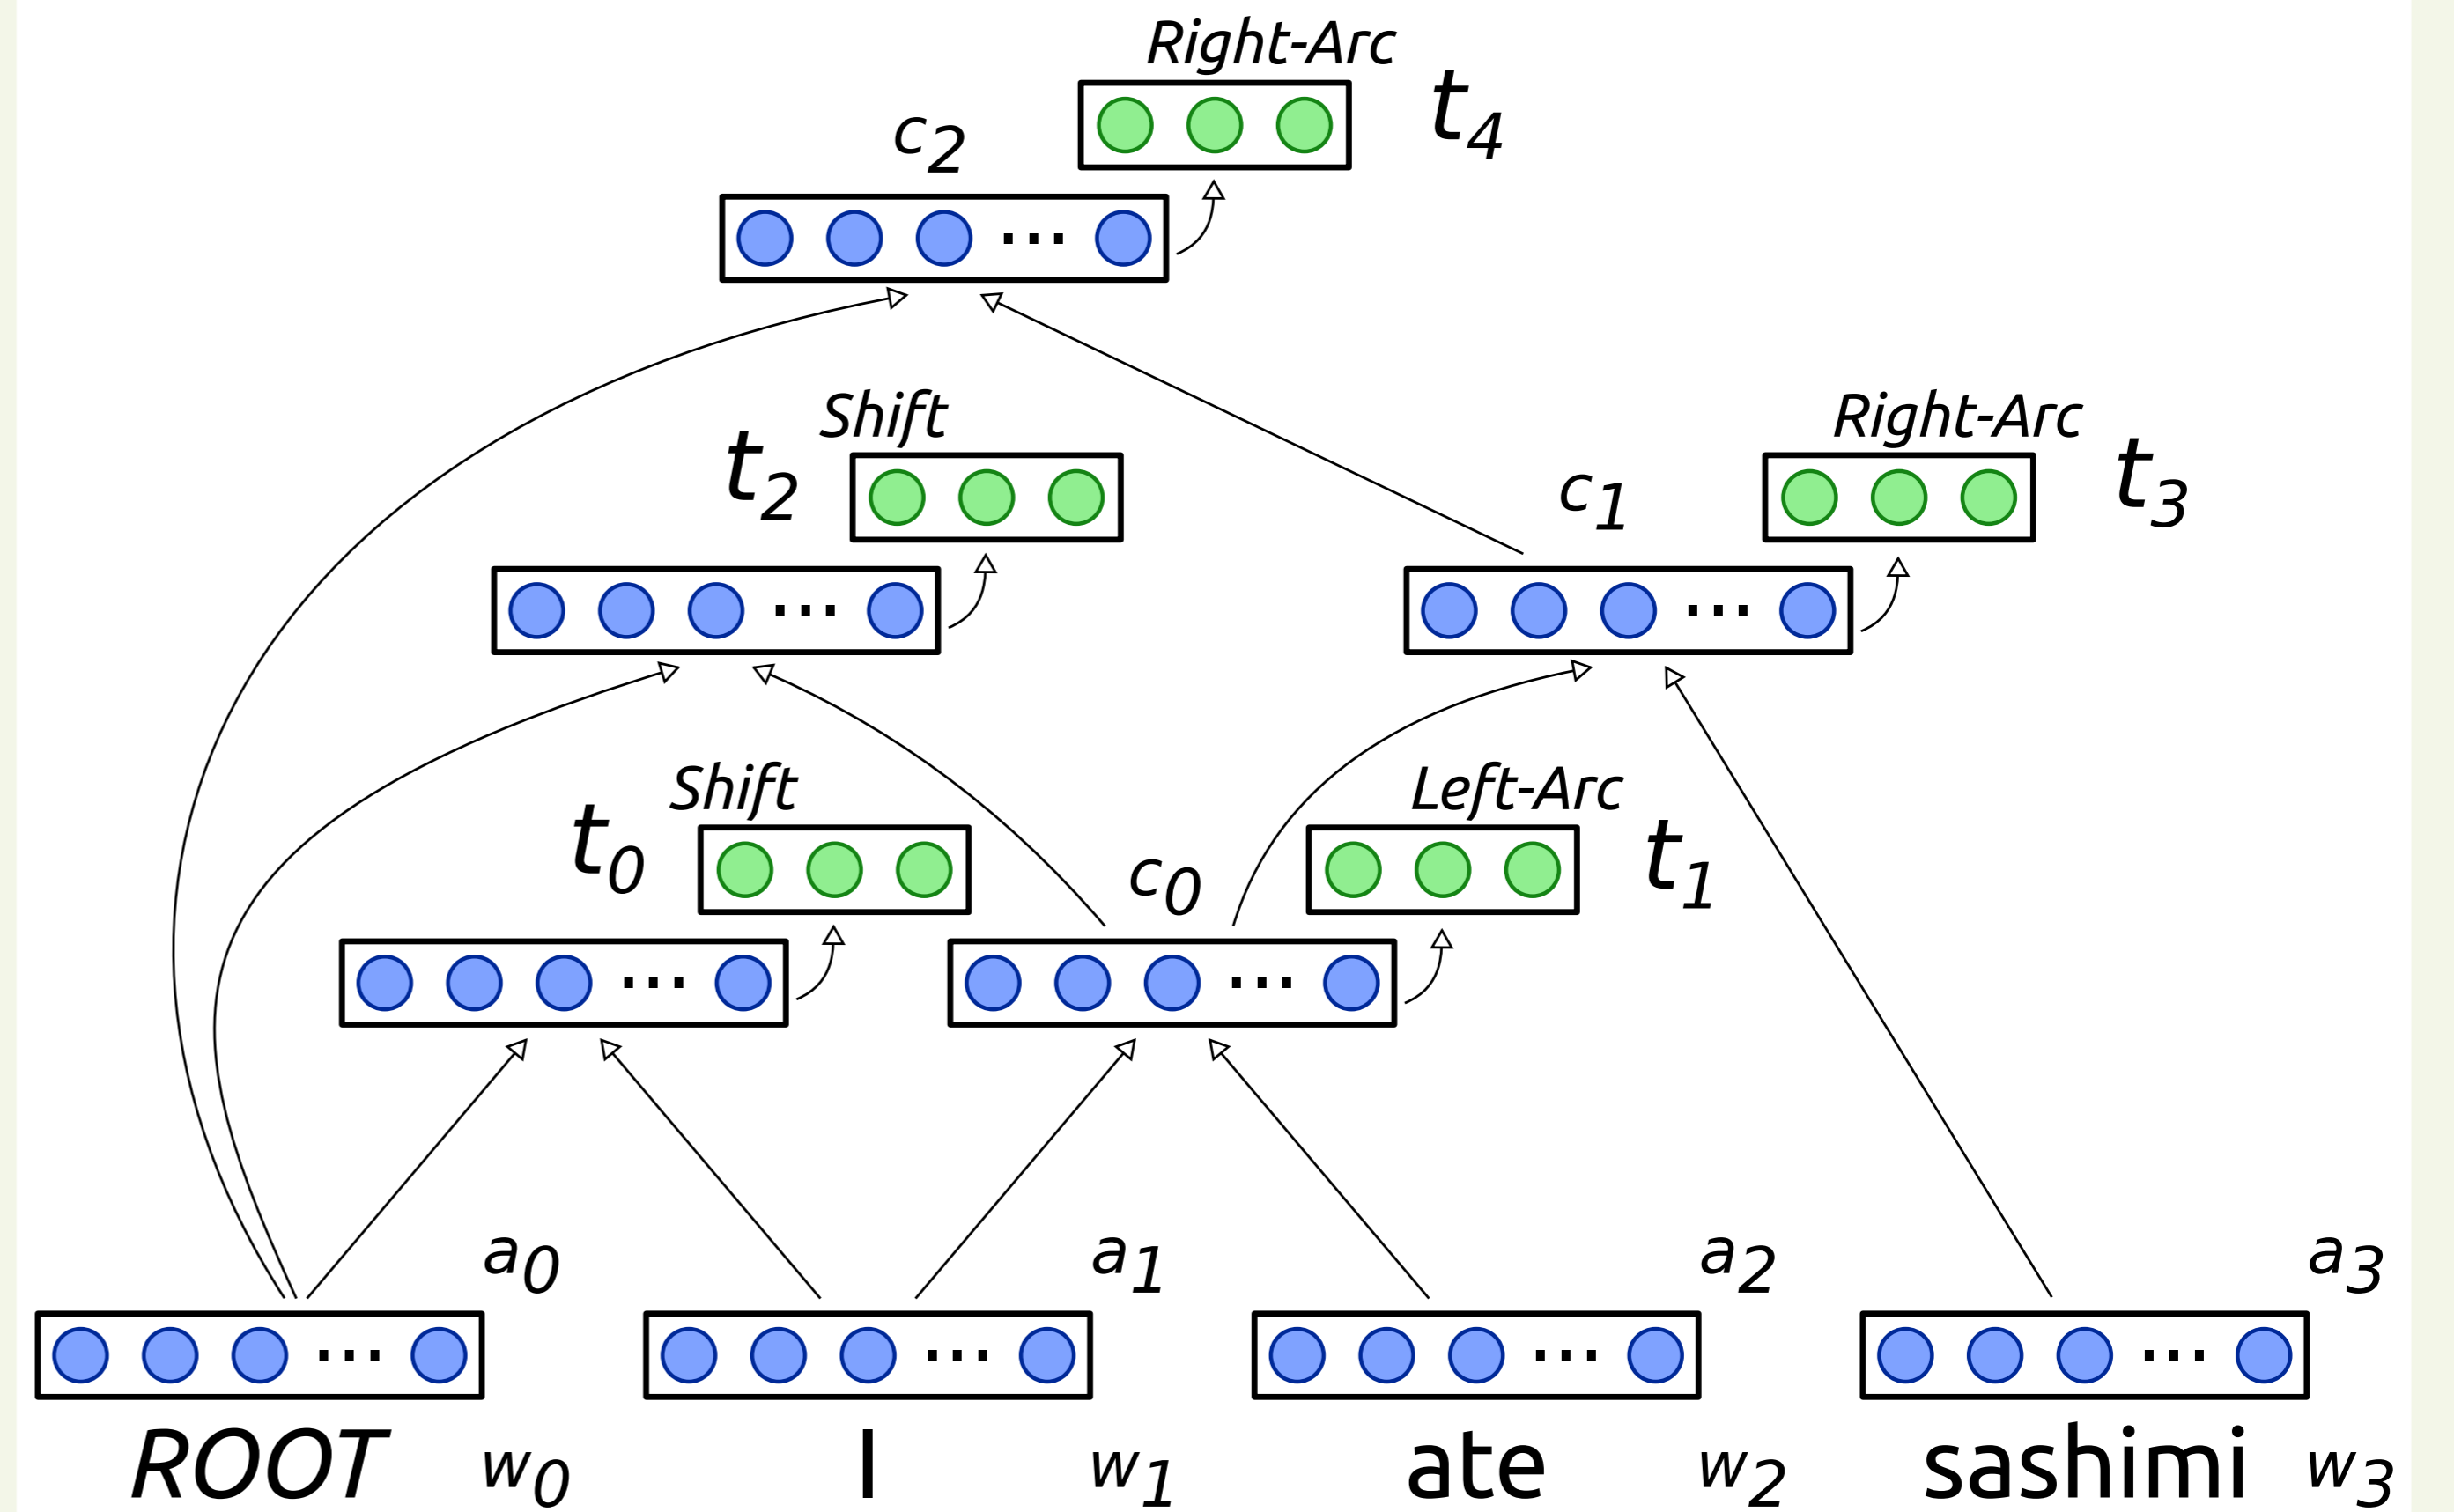 Right-Arc
t4
c2
Shift
t2
Right-Arc
t3
c1
Shift
t0
Left-Arc
t1
c0
a0 a1 a2 a3
ROOT w0 I w1 ate w2 sashimi w3